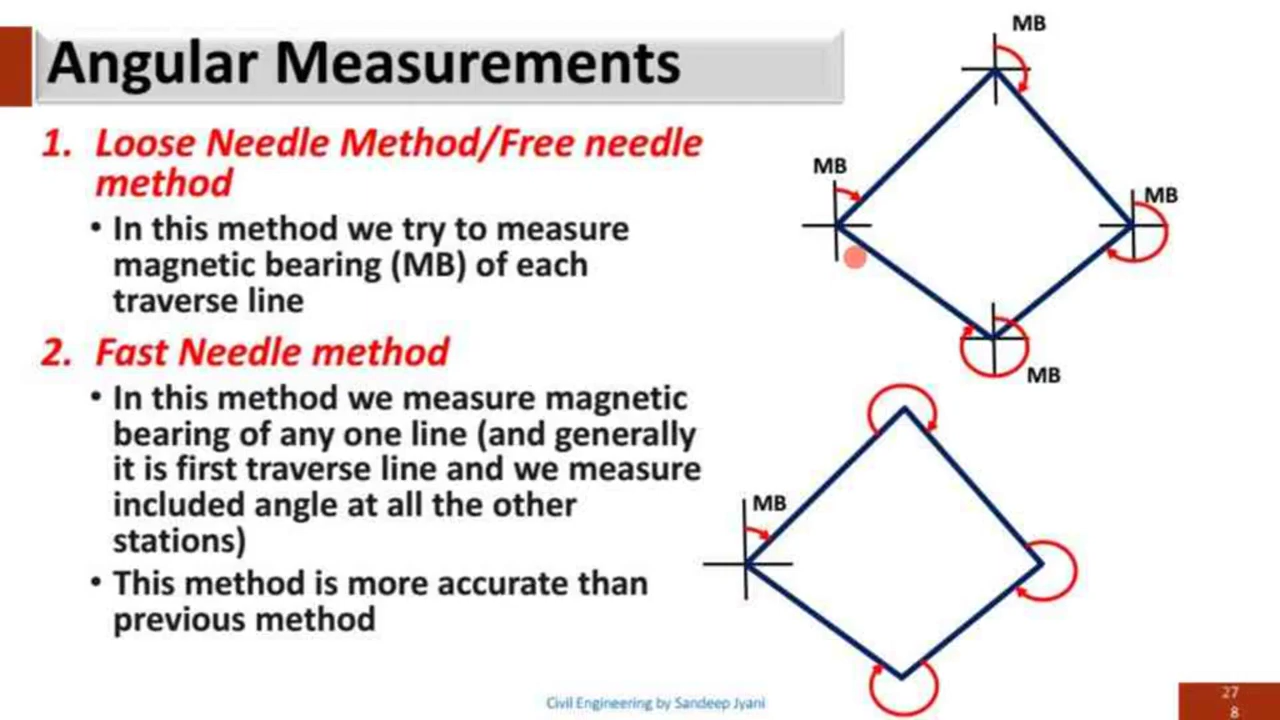 Angular Measurements
1. Loose Needle Method/Free needle
method
• In this method we try to measure
magnetic bearing (MB) of each
traverse line
2. Fast Needle method
• In this method we measure magnetic
bearing of any one line (and generally
it is first traverse line and we measure
included angle at all the other
stations)
• This method is more accurate than
previous method
MB
MB
MB
MB
MB
Civil Engineering by Sandeep Jyani
27
8